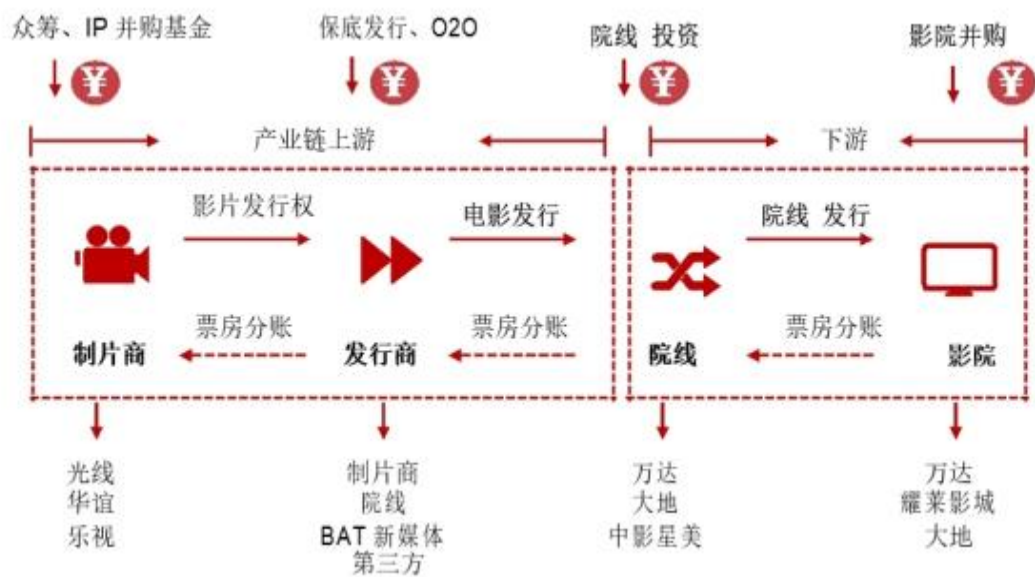 众筹、IP 并购基金
保底发行、O2O
院线 投资
影院并购
¥
¥
¥
¥
产业链上游
下游
影片发行权
电影发行
院线 发行
票房分账
票房分账
票房分账
制片商
发行商
院线
影院
光线
华谊
乐视
制片商
院线
BAT 新媒体
第三方
万达
大地
中影星美
万达
耀莱影城
大地